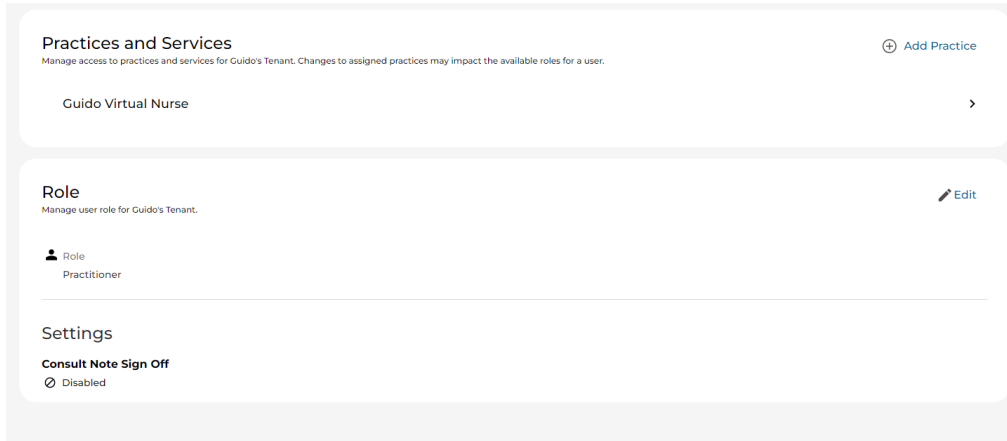 Practices and Services
Add Practice
Manage access to practices and services for Guido's Tenant. Changes to assigned practices may impact the available roles for a user.
Guido Virtual Nurse
Role
Edit
Manage user role for Guido's Tenant.
Role
Practitioner
Settings
Consult Note Sign Off
Disabled